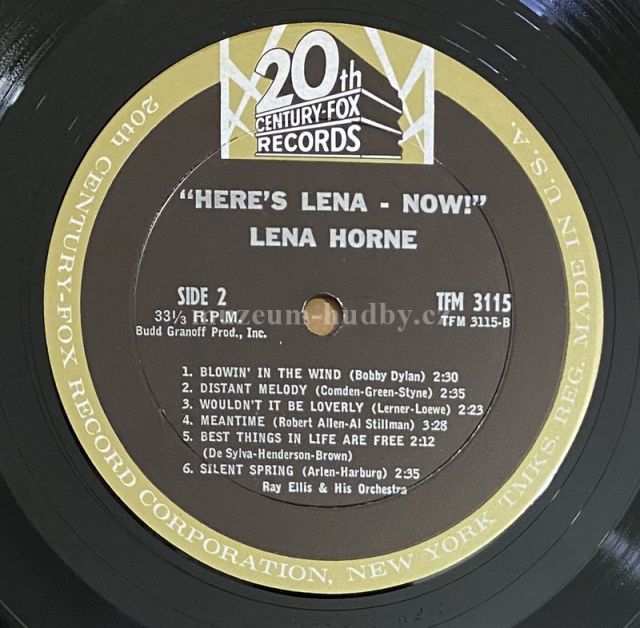 20th
CENTURY-FOX
RECORDS
"HERE'S LENA - NOW!"
LENA HORNE
SIDE 2
33⅓ R.P.M.
Budd Granoff Prod., Inc.
TFM 3115
TFM 3115-B
muzeum-hudby.cz
1. BLOWIN' IN THE WIND (Bobby Dylan) 2:30
2. DISTANT MELODY (Comden-Green-Styne) 2:35
3. WOULDN'T IT BE LOVERLY (Lerner-Loewe) 2:23
4. MEANTIME (Robert Allen-Al Stillman) 3:28
5. BEST THINGS IN LIFE ARE FREE 2:12
(De Sylva-Henderson-Brown)
6. SILENT SPRING (Arlen-Harburg) 2:35
Ray Ellis & His Orchestra
20th CENTURY-FOX RECORD CORPORATION, NEW YORK TMKS. REG. MADE IN U.S.A.